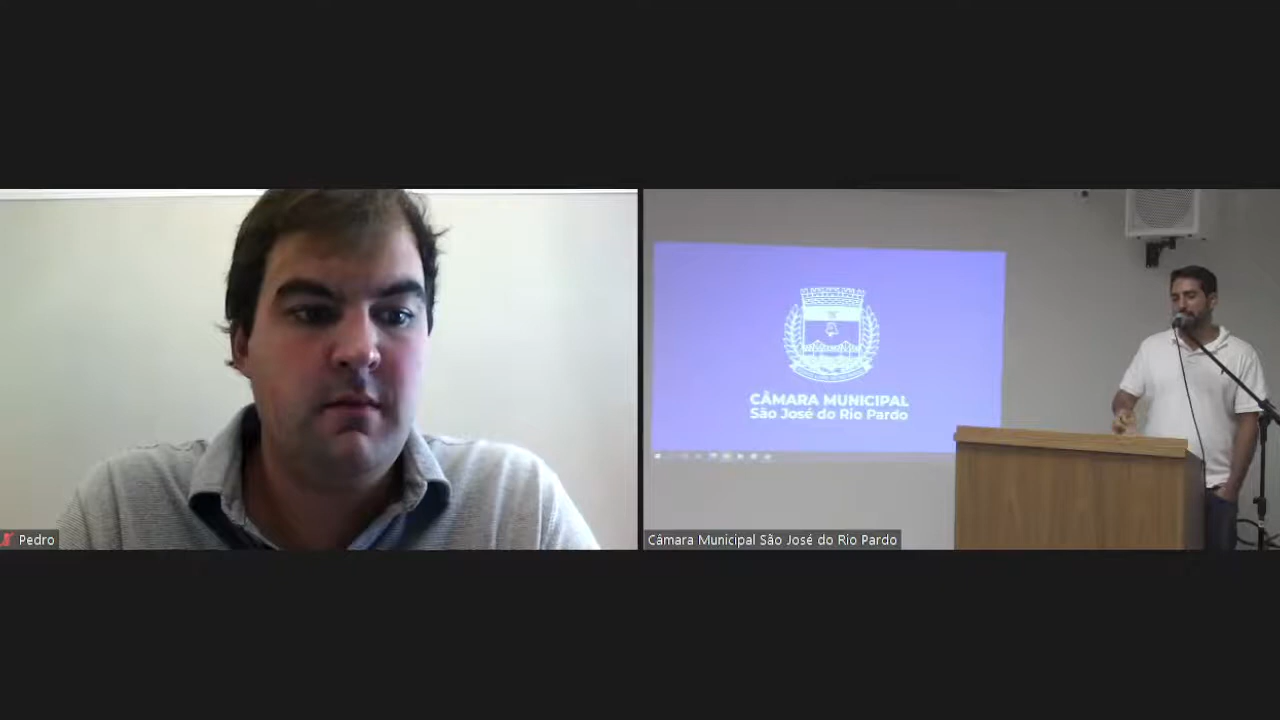 CÂMARA MUNICIPAL
São José do Rio Pardo
Pedro
Câmara Municipal São José do Rio Pardo